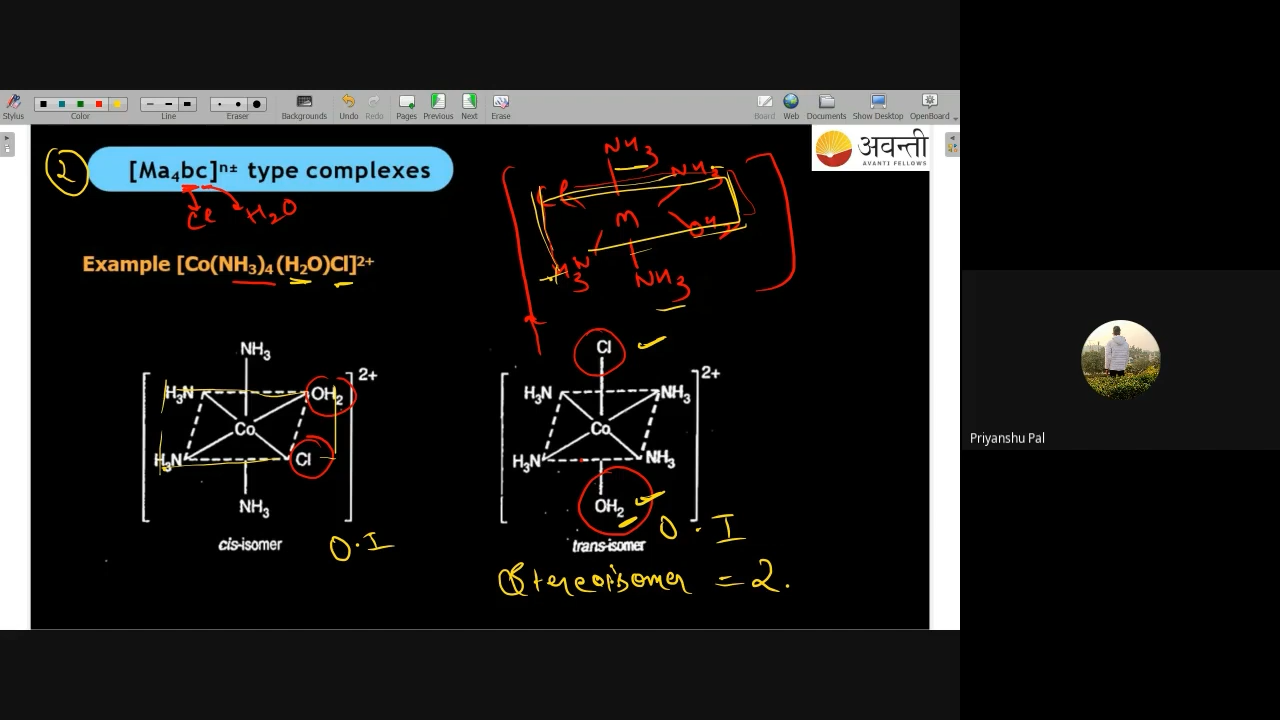 Stylus
Color
Line
Eraser
Backgrounds
Undo
Redo
Pages
Previous
Next
Erase
Board
Web
Documents
Show Desktop
OpenBoard
अवन्ती
AVANTI FELLOWS
2
[Ma₄bc]ⁿ± type complexes
Cl
H₂O
Example [Co(NH₃)₄(H₂O)Cl]²⁺
NH₃
NH₃
M
OH₂
H₃N
NH₃
NH₃
2+
H₃N
OH₂
Co
H₃N
Cl
NH₃
cis-isomer
O.I
Cl
2+
H₃N
NH₃
Co
H₃N
NH₃
OH₂
trans-isomer
O.I
Stereoisomer = 2.
Priyanshu Pal